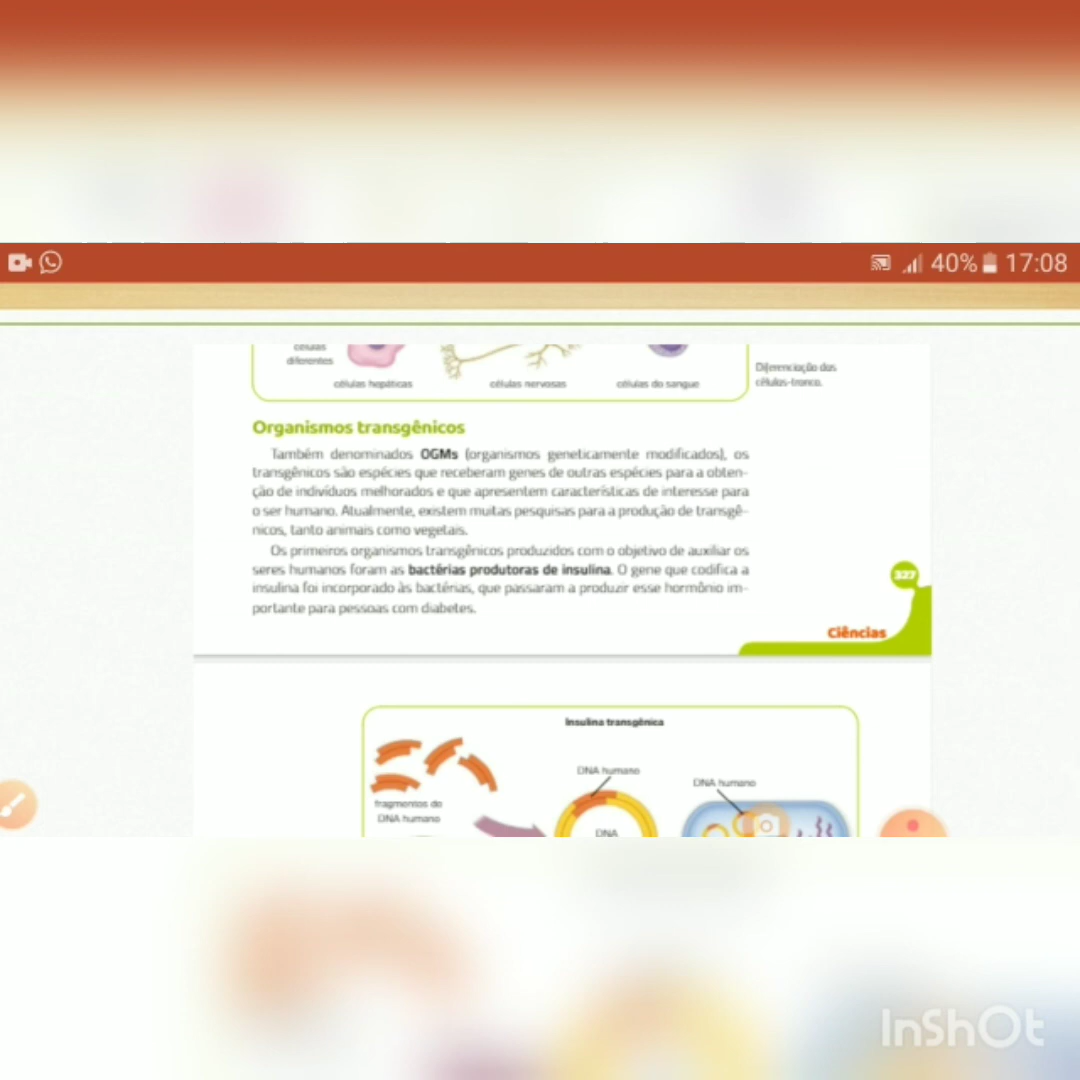 40% 17:08
células
diferentes
células hepáticas
células nervosas
células do sangue
Diferenciação das
células-tronco.
Organismos transgênicos
Também denominados OGMs (organismos geneticamente modificados), os
transgênicos são espécies que receberam genes de outras espécies para a obten-
ção de indivíduos melhorados e que apresentem características de interesse para
o ser humano. Atualmente, existem muitas pesquisas para a produção de transgê-
nicos, tanto animais como vegetais.
Os primeiros organismos transgênicos produzidos com o objetivo de auxiliar os
seres humanos foram as bactérias produtoras de insulina. O gene que codifica a
insulina foi incorporado às bactérias, que passaram a produzir esse hormônio im-
portante para pessoas com diabetes.
327
Ciências
Insulina transgênica
fragmentos do
DNA humano
DNA humano
DNA
DNA humano
InShOt